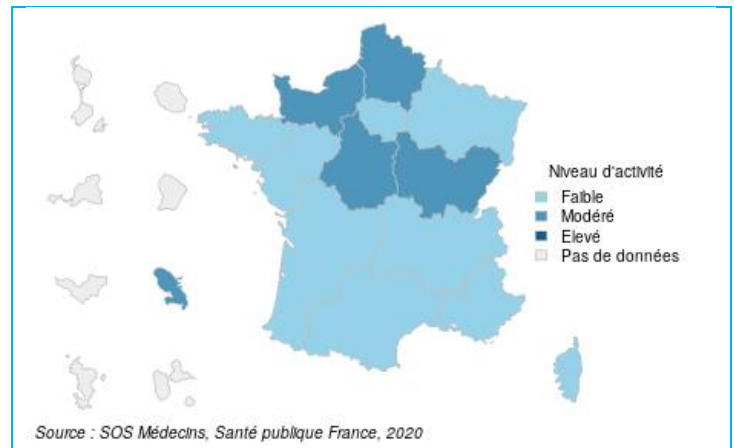 Niveau d'activité
Faible
Modéré
Elevé
Pas de données
Source : SOS Médecins, Santé publique France, 2020